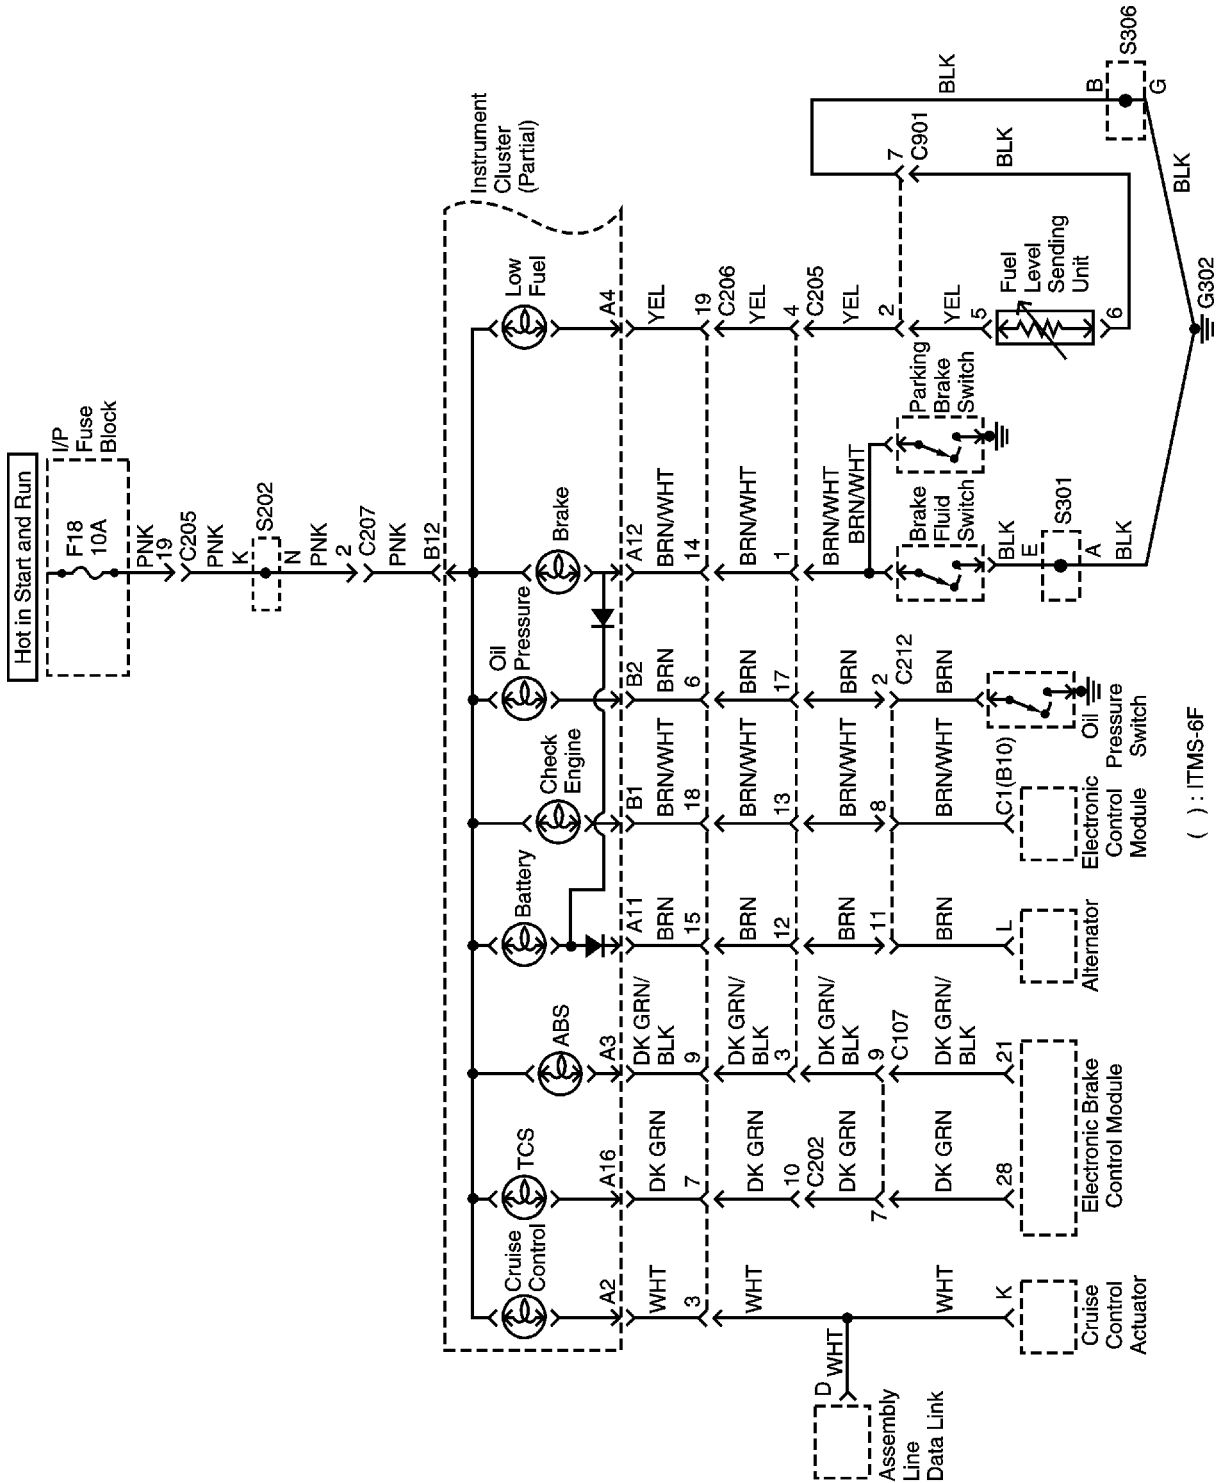 Hot in Start and Run
I/P
Fuse
Block
F18
10A
PNK
19
C205
PNK
K
S202
N
PNK
2
C207
PNK
B12
Instrument
Cluster
(Partial)
Cruise
Control
TCS
ABS
Battery
Check
Engine
Oil
Pressure
Brake
Low
Fuel
A2
A16
A3
A11
B1
B2
A12
A4
WHT
DK GRN
DK GRN/
BLK
BRN
BRN/WHT
BRN
BRN/WHT
YEL
3
7
9
15
18
6
14
19
C206
WHT
DK GRN
DK GRN/
BLK
BRN
BRN/WHT
BRN
BRN/WHT
YEL
10
C202
3
12
13
17
1
4
C205
D
WHT
Assembly
Line
Data Link
DK GRN
DK GRN/
BLK
BRN
BRN/WHT
BRN
BRN/WHT
BRN/WHT
YEL
7
9
C107
11
8
2
C212
2
7
C901
Brake
Fluid
Switch
Parking
Brake
Switch
WHT
DK GRN
DK GRN/
BLK
BRN
BRN/WHT
BRN
YEL
BLK
BLK
K
28
21
L
C1(B10)
5
Fuel
Level
Sending
Unit
6
BLK
E
S301
A
BLK
B
S306
G
BLK
G302
Cruise
Control
Actuator
Electronic Brake
Control Module
Alternator
Electronic
Control
Module
Oil
Pressure
Switch
( ) : ITMS-6F